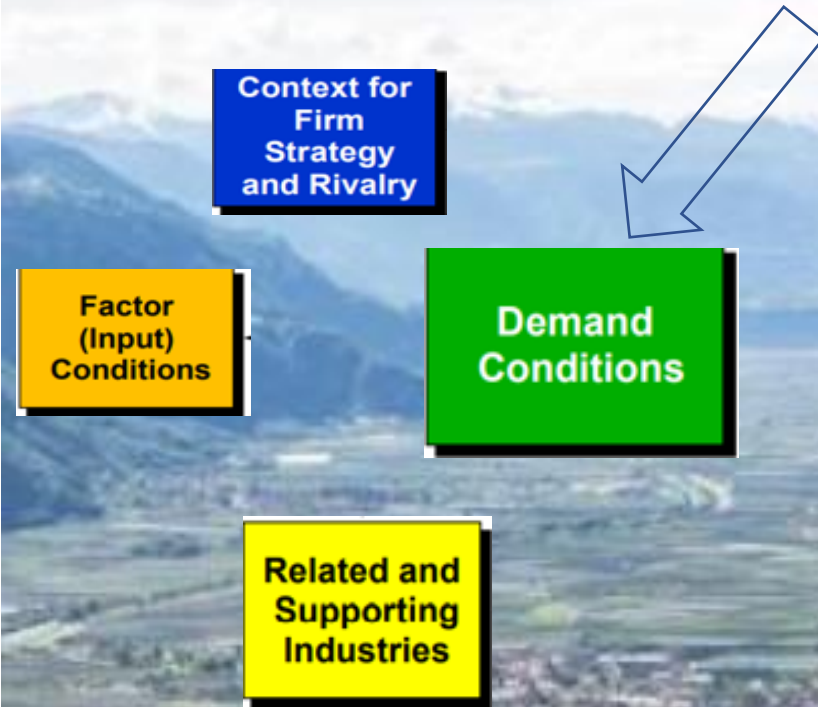 Context for
Firm
Strategy
and Rivalry
Factor
(Input)
Conditions
Demand
Conditions
Related and
Supporting
Industries